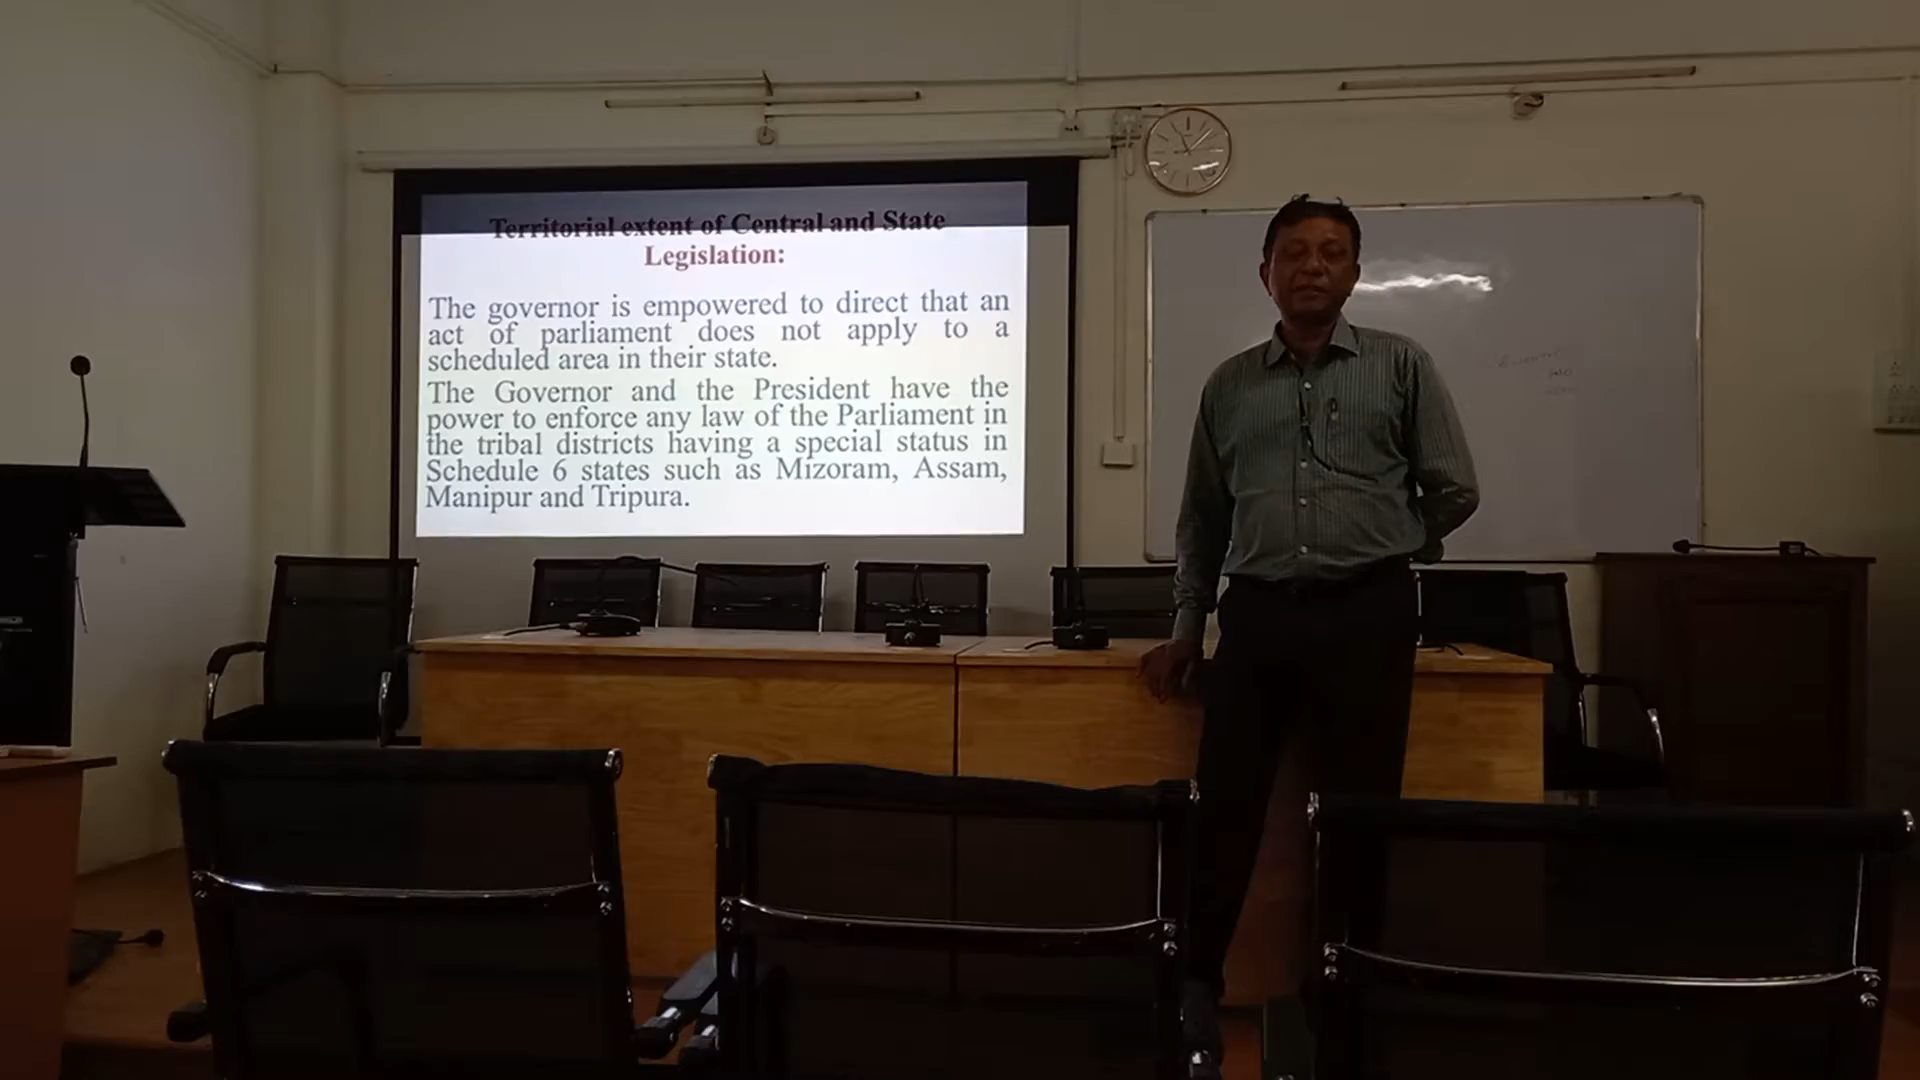 Territorial extent of Central and State
Legislation:
The governor is empowered to direct that an
act of parliament does not apply to a
scheduled area in their state.
The Governor and the President have the
power to enforce any law of the Parliament in
the tribal districts having a special status in
Schedule 6 states such as Mizoram, Assam,
Manipur and Tripura.